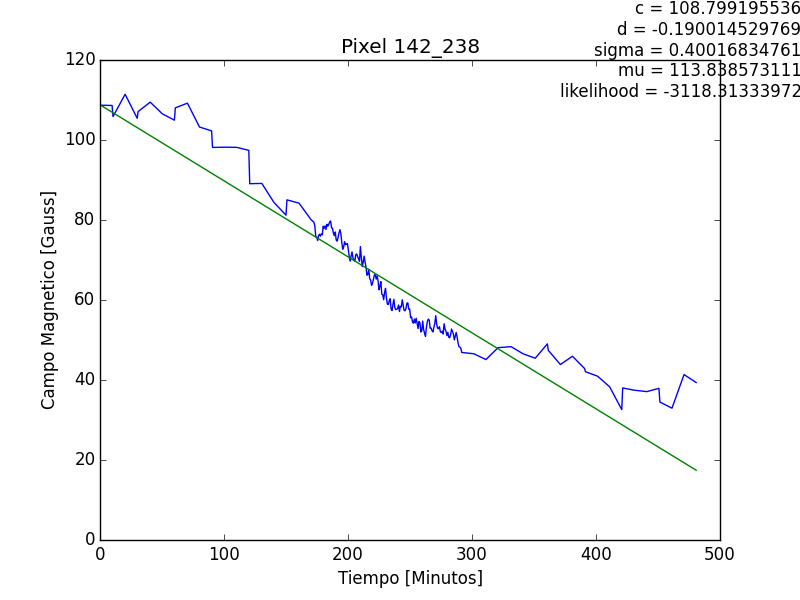 c = 108.799195536
d = -0.190014529769
Pixel 142_238
sigma = 0.40016834761
mu = 113.838573111
likelihood = -3118.31333972
120
100
80
60
40
20
0
Campo Magnetico [Gauss]
0 100 200 300 400 500
Tiempo [Minutos]